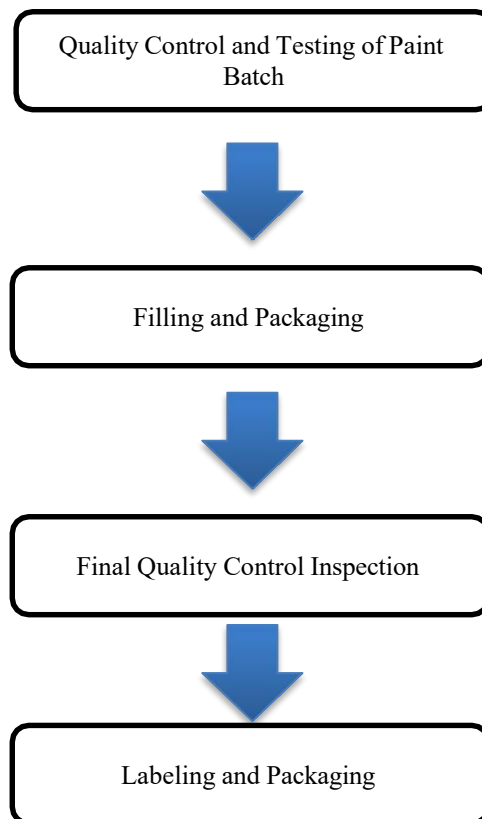 Quality Control and Testing of Paint
Batch
Filling and Packaging
Final Quality Control Inspection
Labeling and Packaging